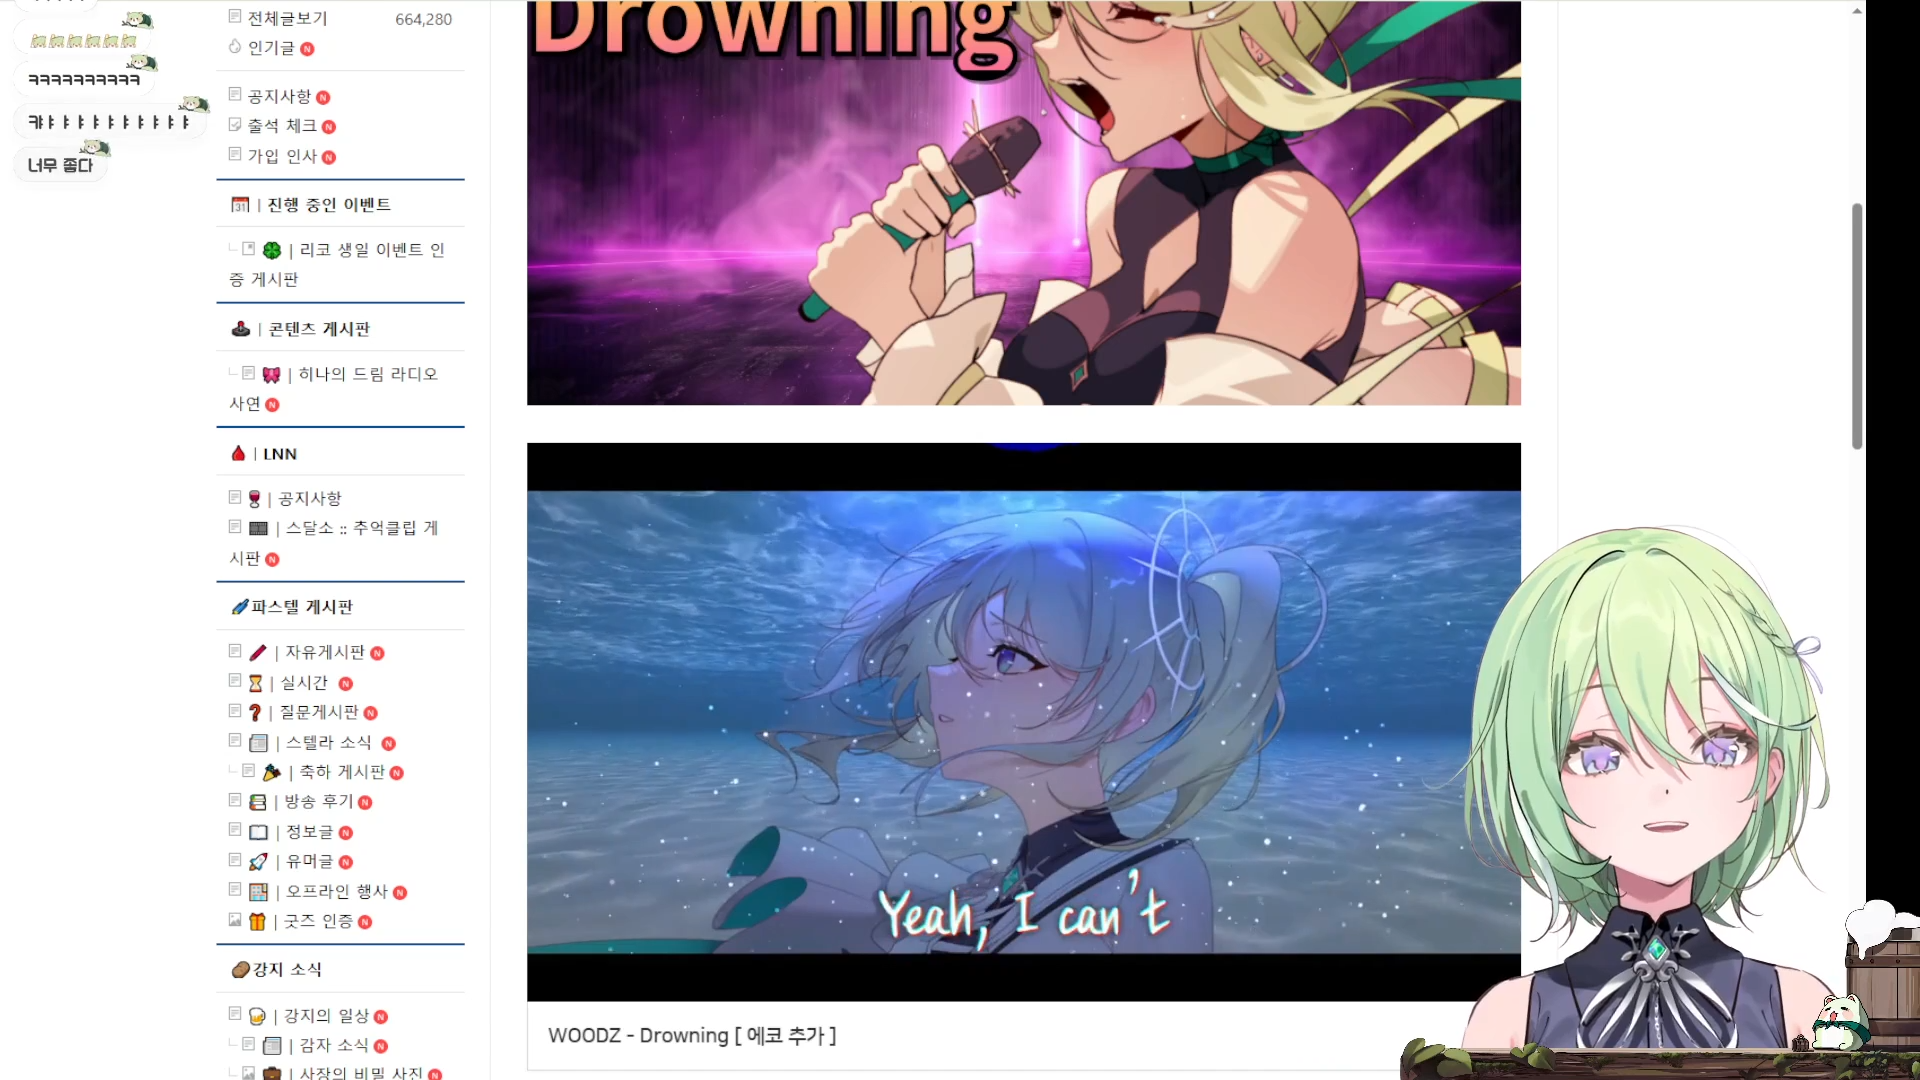 ㅋㅋㅋㅋㅋㅋㅋㅋㅋㅋ
캬ㅑㅑㅑㅑㅑㅑㅑㅑㅑ
너무 좋다
전체글보기 664,280
인기글 N
공지사항 N
출석 체크 N
가입 인사 N
31 | 진행 중인 이벤트
| 리코 생일 이벤트 인
증 게시판
| 콘텐츠 게시판
| 히나의 드림 라디오
사연 N
| LNN
| 공지사항
| 스달소 :: 추억클립 게
시판 N
파스텔 게시판
| 자유게시판 N
| 실시간 N
| 질문게시판 N
| 스텔라 소식 N
| 축하 게시판 N
| 방송 후기 N
| 정보글 N
| 유머글 N
| 오프라인 행사 N
| 굿즈 인증 N
강지 소식
| 강지의 일상 N
| 감자 소식 N
| 사장의 비밀 사진 N
Drowning
Yeah, I can't
WOODZ - Drowning [ 에코 추가 ]